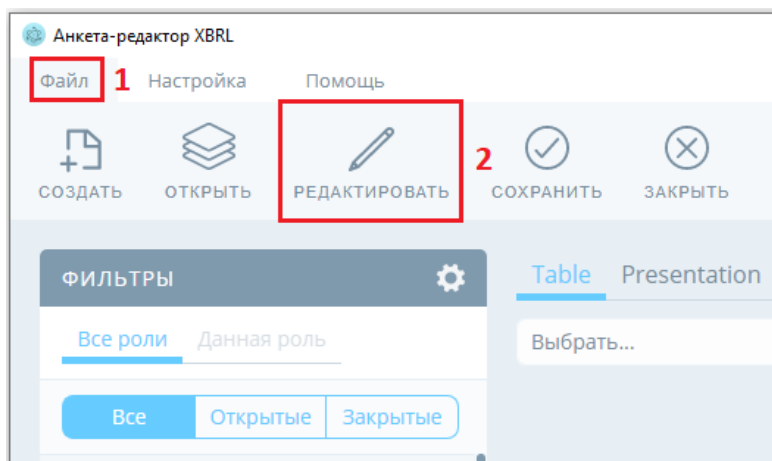 Анкета-редактор XBRL
Файл 1 Настройка Помощь
2
СОЗДАТЬ ОТКРЫТЬ РЕДАКТИРОВАТЬ СОХРАНИТЬ ЗАКРЫТЬ
ФИЛЬТРЫ Table Presentation
Все роли Данная роль Выбрать...
Все Открытые Закрытые